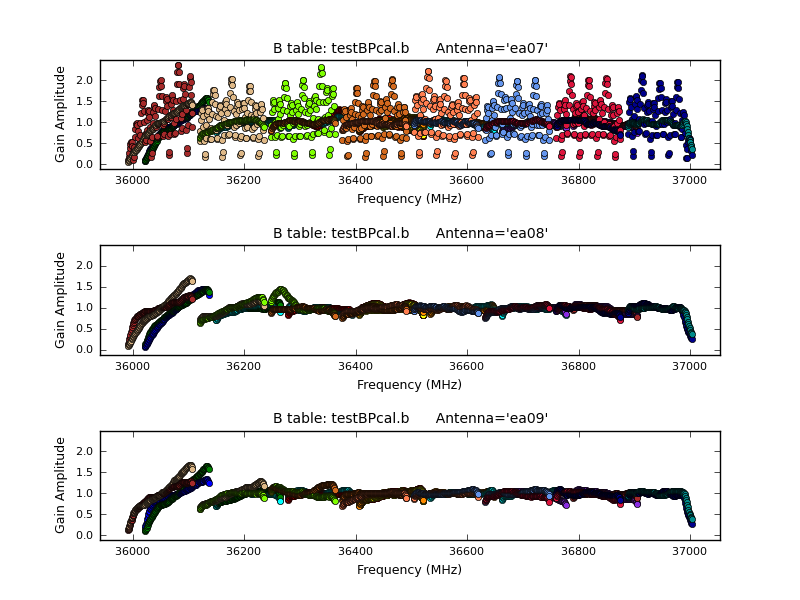 B table: testBPcal.b Antenna='ea07'
Gain Amplitude
2.0
1.5
1.0
0.5
0.0
36000 36200 36400 36600 36800 37000
Frequency (MHz)
B table: testBPcal.b Antenna='ea08'
Gain Amplitude
2.0
1.5
1.0
0.5
0.0
36000 36200 36400 36600 36800 37000
Frequency (MHz)
B table: testBPcal.b Antenna='ea09'
Gain Amplitude
2.0
1.5
1.0
0.5
0.0
36000 36200 36400 36600 36800 37000
Frequency (MHz)